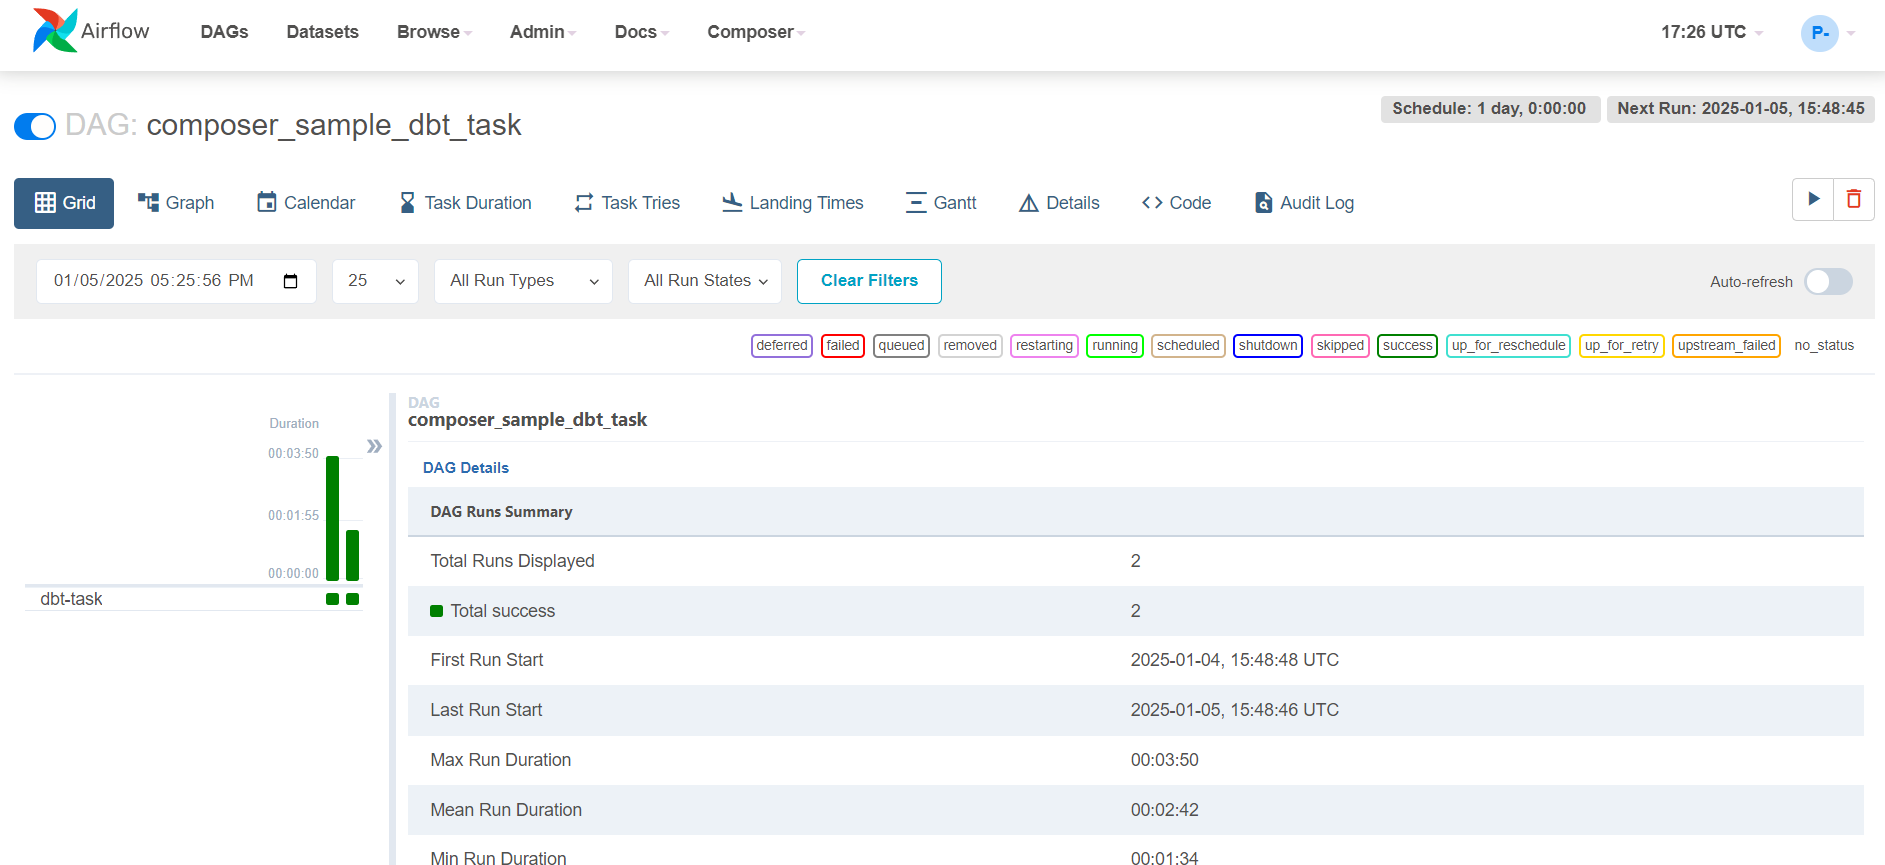 Airflow DAGs Datasets Browse Admin Docs Composer 17:26 UTC P-
Schedule: 1 day, 0:00:00 Next Run: 2025-01-05, 15:48:45
DAG: composer_sample_dbt_task
Grid Graph Calendar Task Duration Task Tries Landing Times Gantt Details Code Audit Log
01/05/2025 05:25:56 PM 25 All Run Types All Run States Clear Filters Auto-refresh
deferred failed queued removed restarting running scheduled shutdown skipped success up_for_reschedule up_for_retry upstream_failed no_status
Duration
00:03:50
00:01:55
00:00:00
dbt-task
DAG
composer_sample_dbt_task
DAG Details
DAG Runs Summary
Total Runs Displayed 2
Total success 2
First Run Start 2025-01-04, 15:48:48 UTC
Last Run Start 2025-01-05, 15:48:46 UTC
Max Run Duration 00:03:50
Mean Run Duration 00:02:42
Min Run Duration 00:01:34